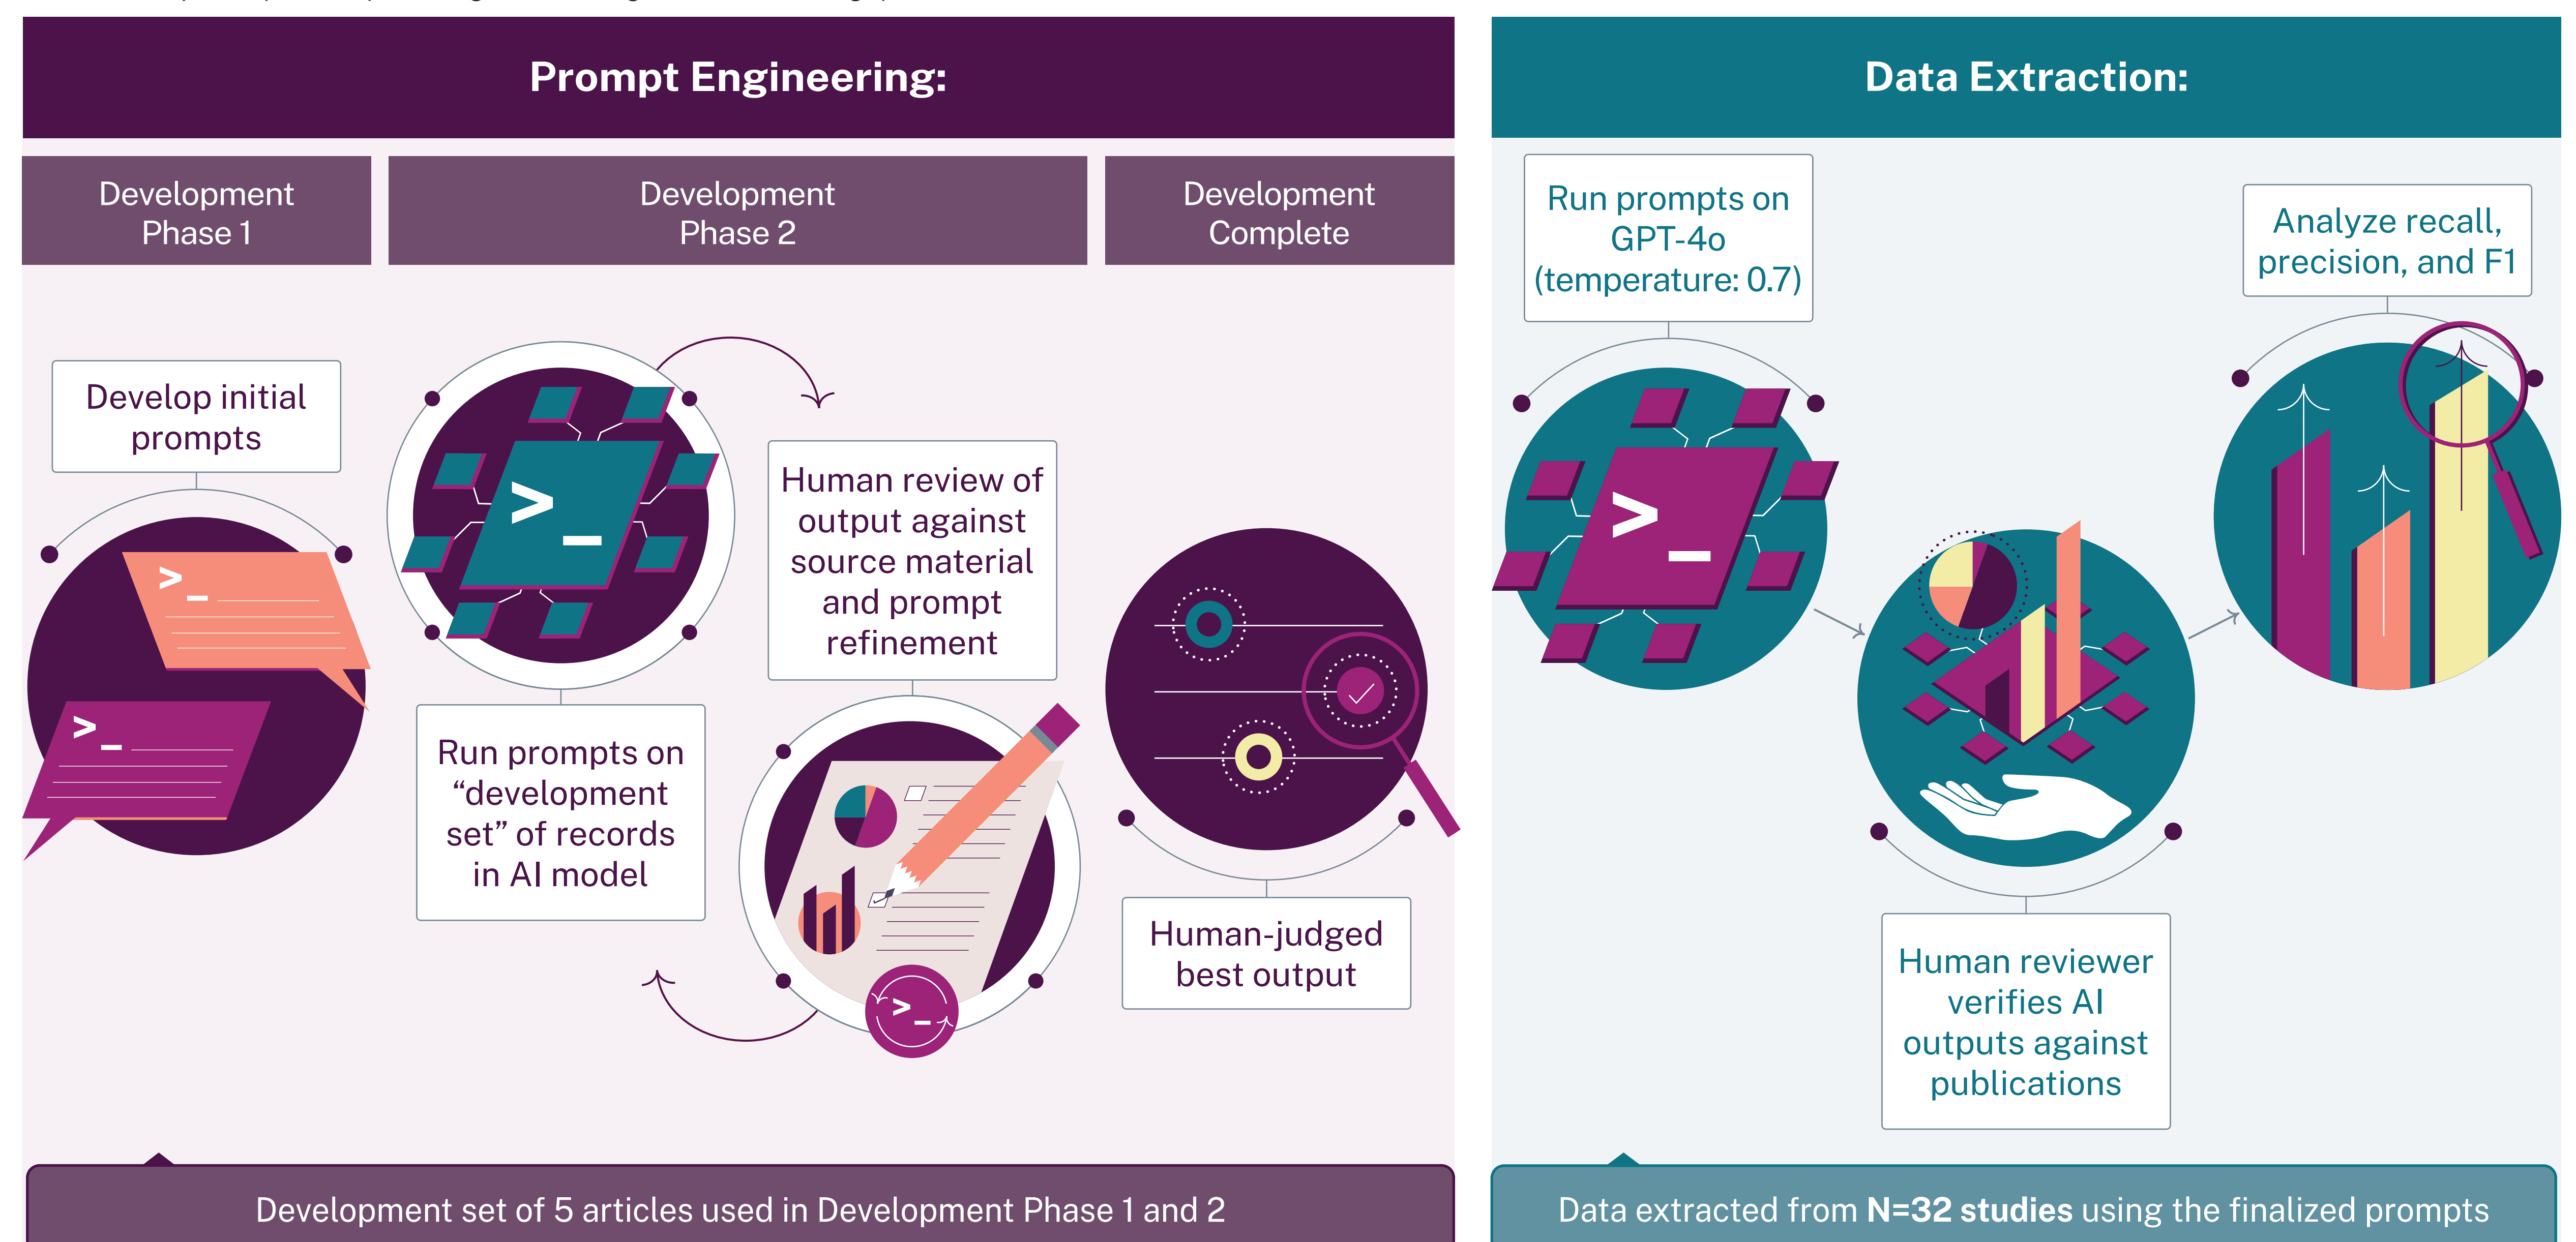 Prompt Engineering:
Development
Phase 1
Development
Phase 2
Development
Complete
Develop initial
prompts
>_
>_
>_
Run prompts on
“development
set” of records
in AI model
Human review of
output against
source material
and prompt
refinement
>_
Human-judged
best output
Development set of 5 articles used in Development Phase 1 and 2
Data Extraction:
Run prompts on
GPT-4o
(temperature: 0.7)
>_
Human reviewer
verifies AI
outputs against
publications
Analyze recall,
precision, and F1
Data extracted from N=32 studies using the finalized prompts